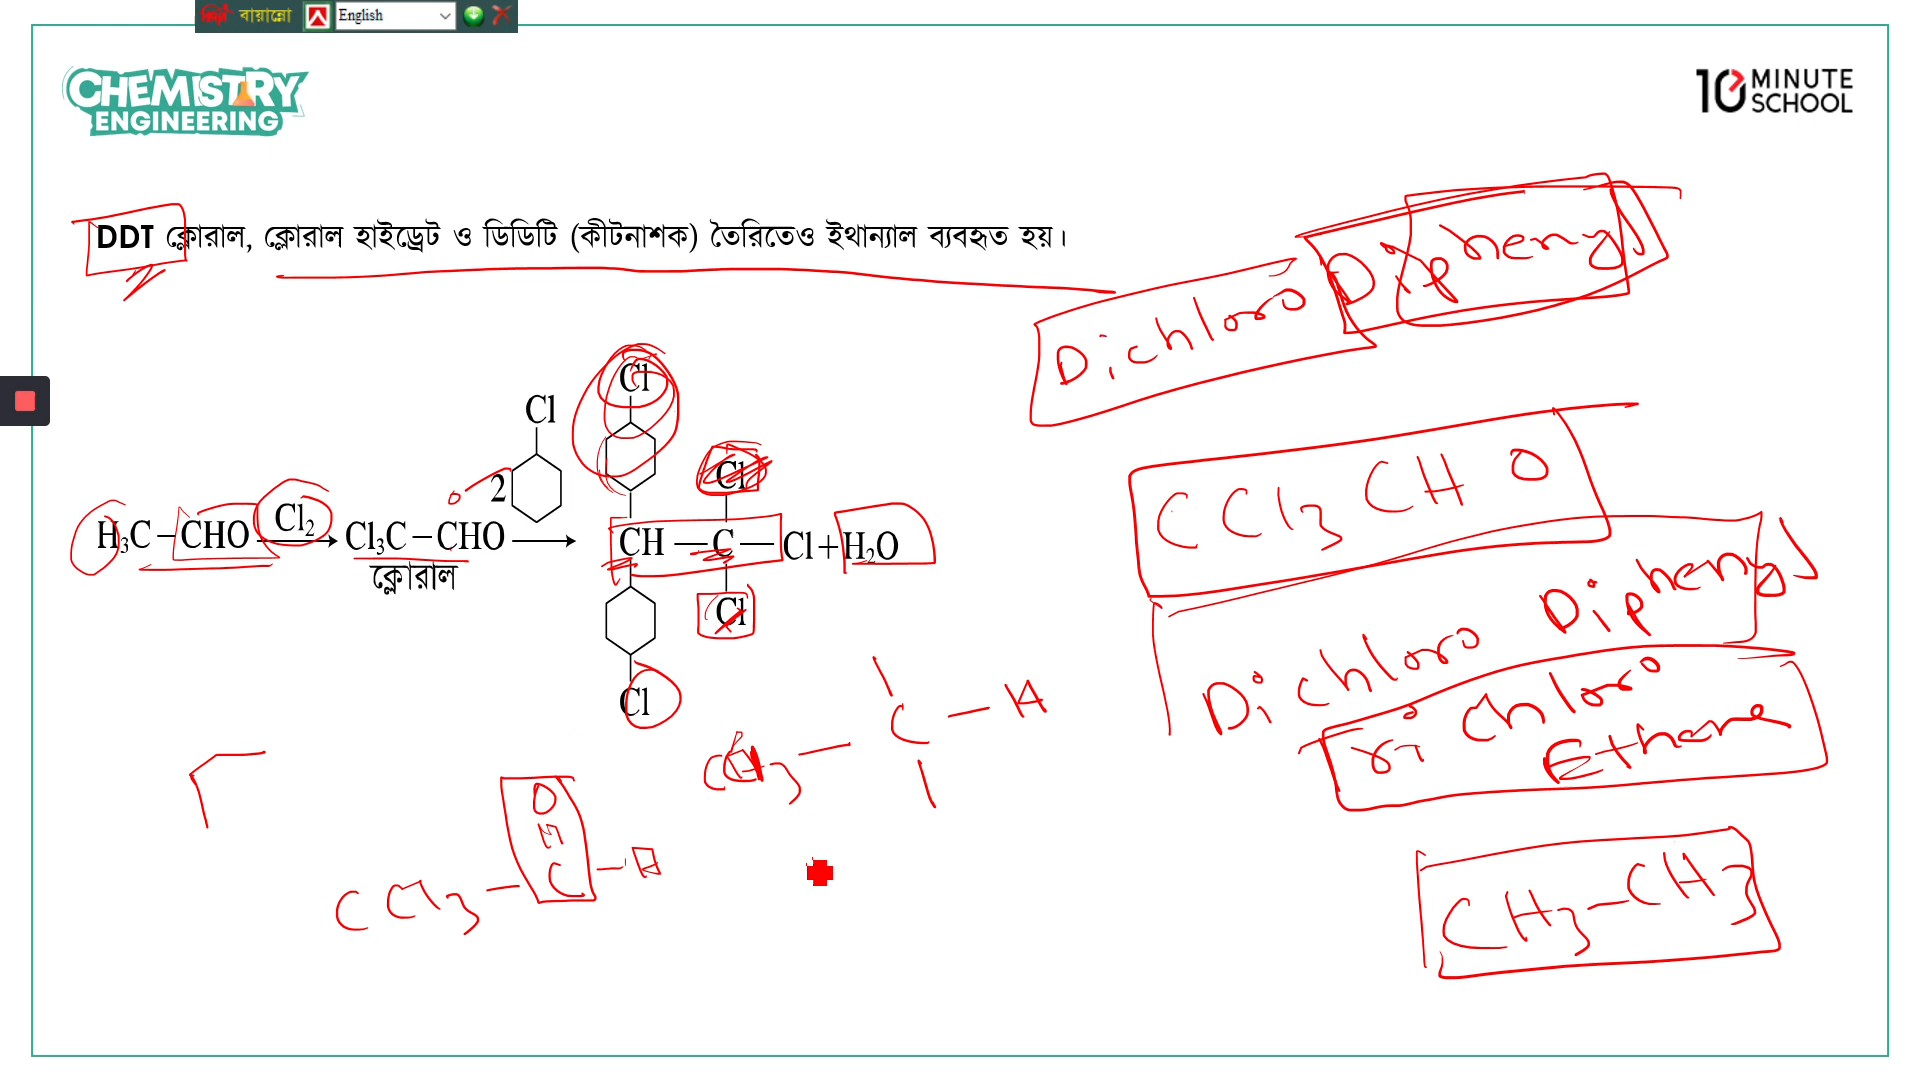 বায়ান্নো English
CHEMISTRY
ENGINEERING
10 MINUTE
SCHOOL
DDT ক্লোরাল, ক্লোরাল হাইড্রেট ও ডিডিটি (কীটনাশক) তৈরিতেও ইথান্যাল ব্যবহৃত হয়।
Dichloro Diphenyl
Cl
Cl
2
Cl
H₃C – CHO Cl₂ Cl₃C – CHO CH — C — Cl + H₂O
ক্লোরাল
Cl
Cl
CCl₃CHO
Dichloro Diphenyl
Tri Chloro
Ethane
CH₃ – C – H
O
CCl₃ – C – H
CH₃ – CH₃